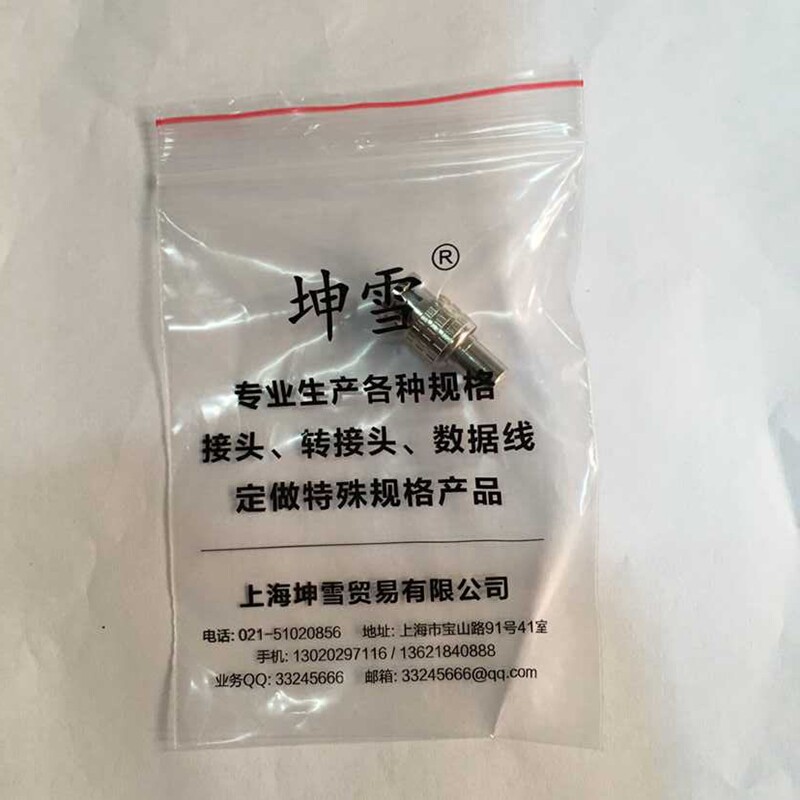 坤雪®
专业生产各种规格
接头、转接头、数据线
定做特殊规格产品
上海坤雪贸易有限公司
电话: 021-51020856 地址: 上海市宝山路91号41室
手机: 13020297116 / 13621840888
业务QQ: 33245666 邮箱: 33245666@qq.com